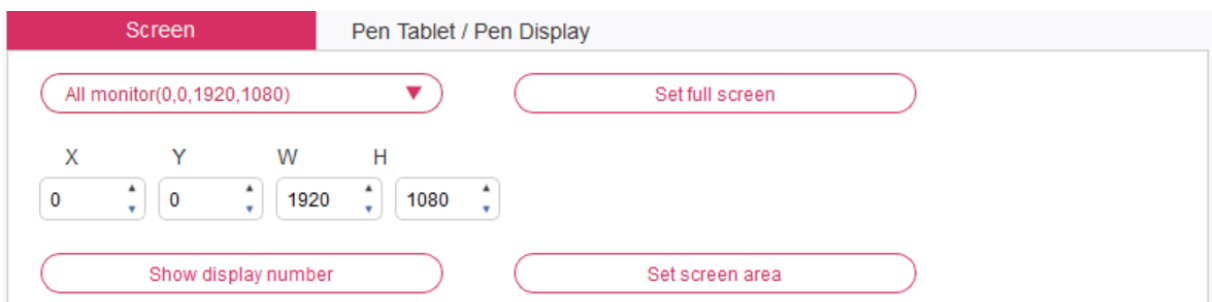 Screen Pen Tablet / Pen Display
All monitor(0,0,1920,1080) Set full screen
X Y W H
0 0 1920 1080
Show display number Set screen area